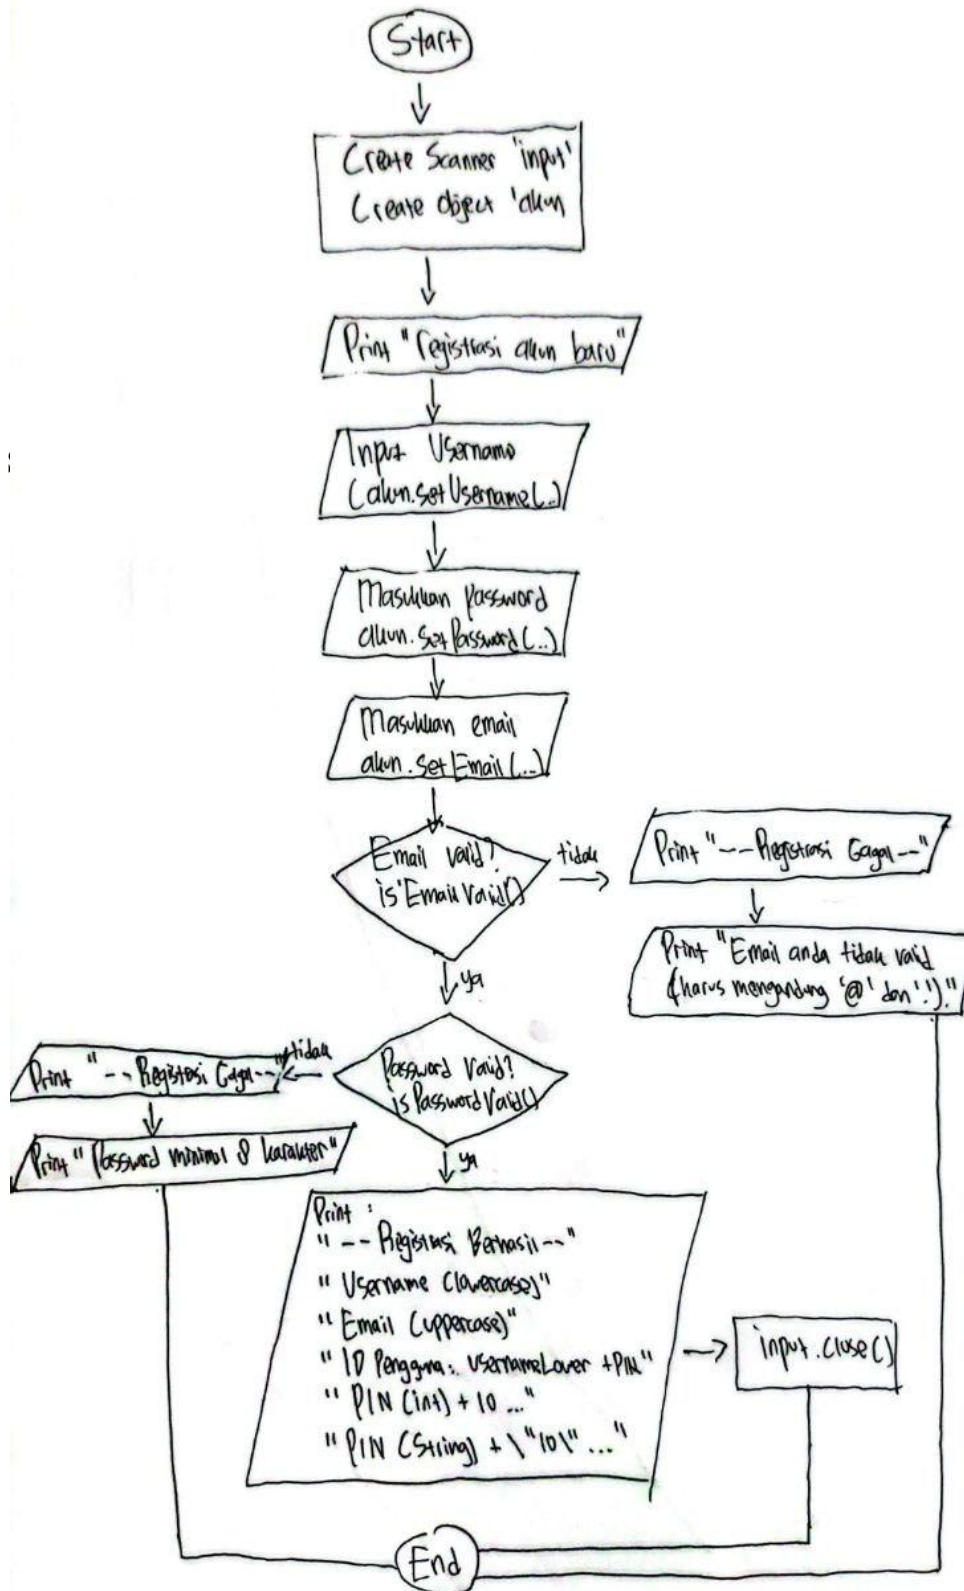 Start
Create Scanner 'input'
Create object 'akun
Print "registrasi akun baru"
Input Username
(akun.setUsername(..)
Masukkan password
akun.setPassword(..)
Masukkan email
akun.setEmail(...)
Email valid?
is'EmailValid'()
tidak
Print "--Registrasi Gagal--"
Print "Email anda tidak valid
(harus mengandung '@' dan '.')."
ya
Password Valid?
isPasswordValid()
tidak
Print "--Registrasi Gagal--"
Print "Password minimal 8 karakter"
ya
Print :
"--Registrasi Berhasil--"
"Username (lowercase)"
"Email (uppercase)"
"ID Pengguna: usernameLower +PIN"
"PIN (int) + 10 ..."
"PIN (String) + \"10\" ..."
input.close()
End